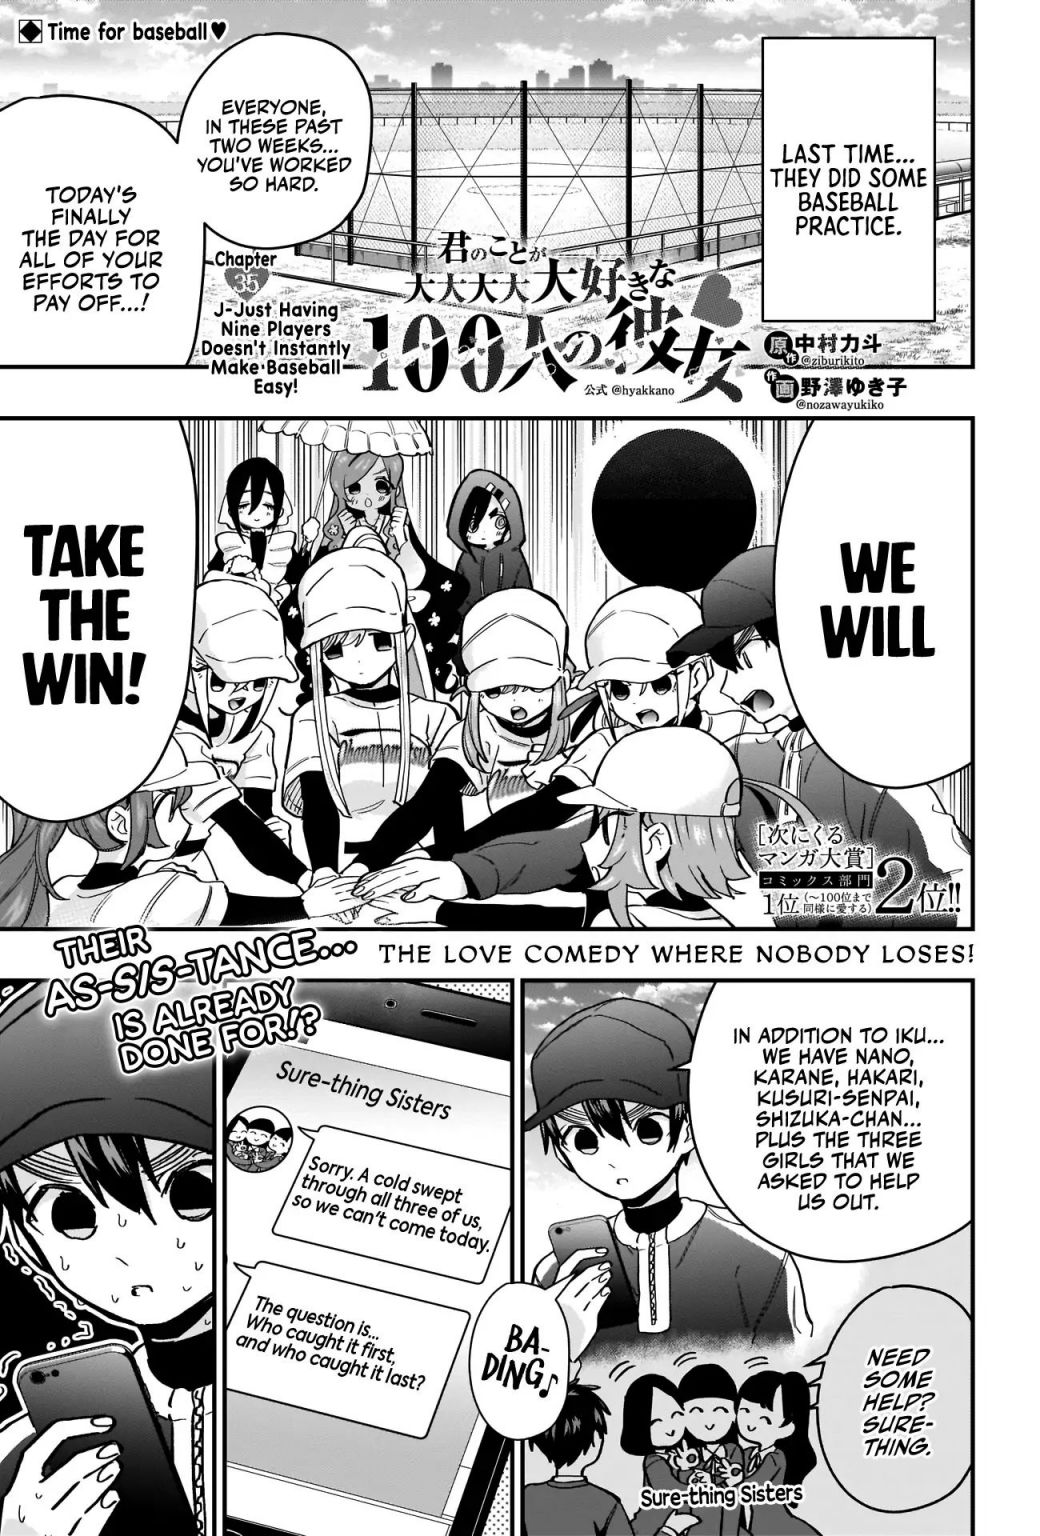 Time for baseball♥
LAST TIME...
THEY DID SOME
BASEBALL
PRACTICE.
EVERYONE,
IN THESE PAST
TWO WEEKS...
YOU'VE WORKED
SO HARD.
TODAY'S
FINALLY
THE DAY FOR
ALL OF YOUR
EFFORTS TO
PAY OFF...!
Chapter
35
J-Just Having
Nine Players
Doesn't Instantly
Make Baseball
Easy!
君のことが
大大大大大好きな
100人の彼女
公式 @hyakkano
原作 中村力斗
@ziburikito
作画 野澤ゆき子
@nozawayukiko
WE
WILL
TAKE
THE
WIN!
[次にくる
マンガ大賞]
コミックス部門
1位(〜100位まで
同様に愛する)
2位!!
THEIR
AS-SIS-TANCE...
IS ALREADY
DONE FOR!?
THE LOVE COMEDY WHERE NOBODY LOSES!
IN ADDITION TO IKU...
WE HAVE NANO,
KARANE, HAKARI,
KUSURI-SENPAI,
SHIZUKA-CHAN...
PLUS THE THREE
GIRLS THAT WE
ASKED TO HELP
US OUT.
NEED
SOME
HELP?
SURE-
THING.
Sure-thing Sisters
BA-
DING♪
Sure-thing Sisters
Sorry. A cold swept
through all three of us,
so we can't come today.
The question is...
Who caught it first,
and who caught it last?